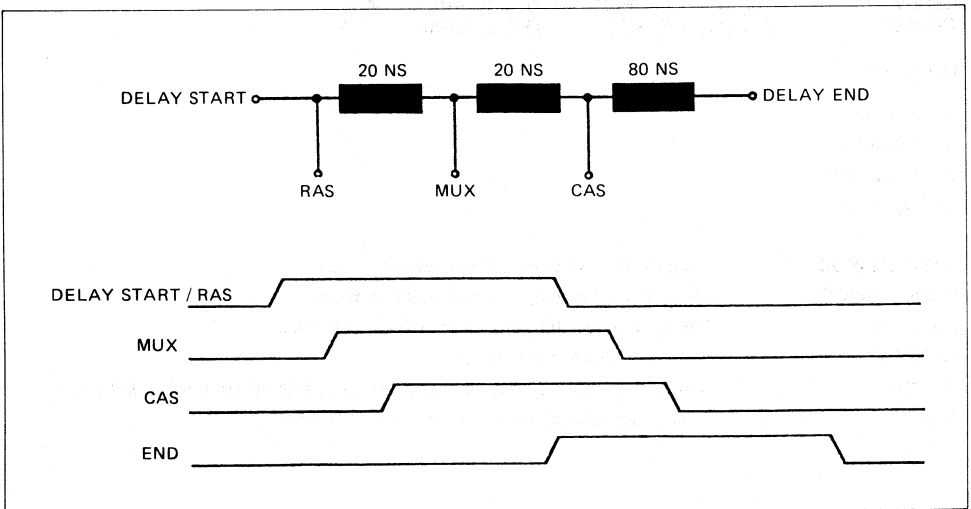 20 NS 20 NS 80 NS
DELAY START DELAY END
RAS MUX CAS
DELAY START / RAS
MUX
CAS
END